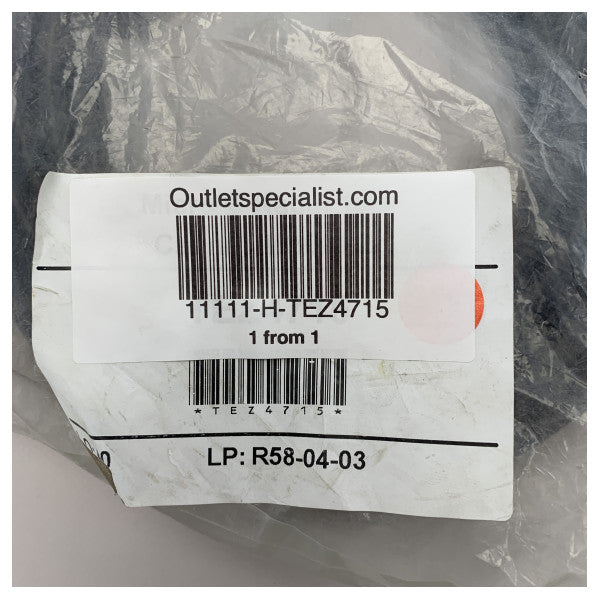 Outletspecialist.com
11111-H-TEZ4715
1 from 1
*TEZ4715*
LP: R58-04-03